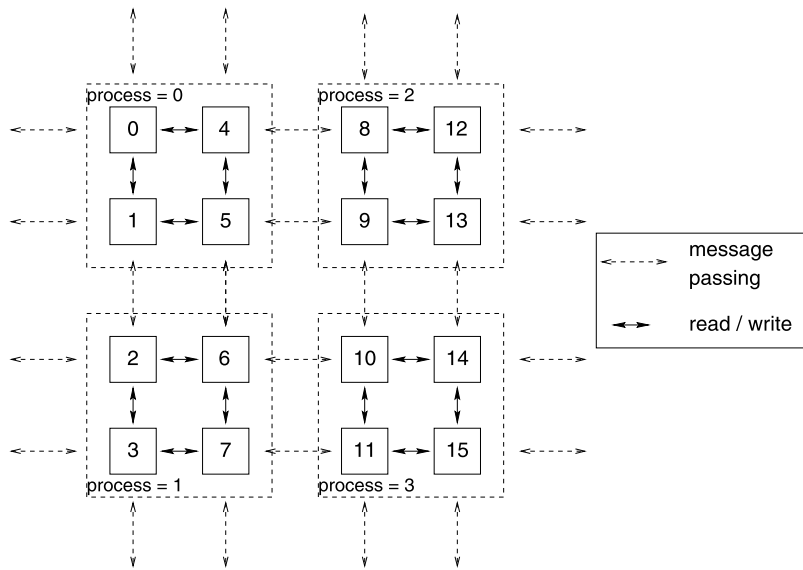 process = 0
process = 2
0
4
8
12
1
5
9
13
message
passing
read / write
2
6
10
14
3
7
11
15
process = 1
process = 3